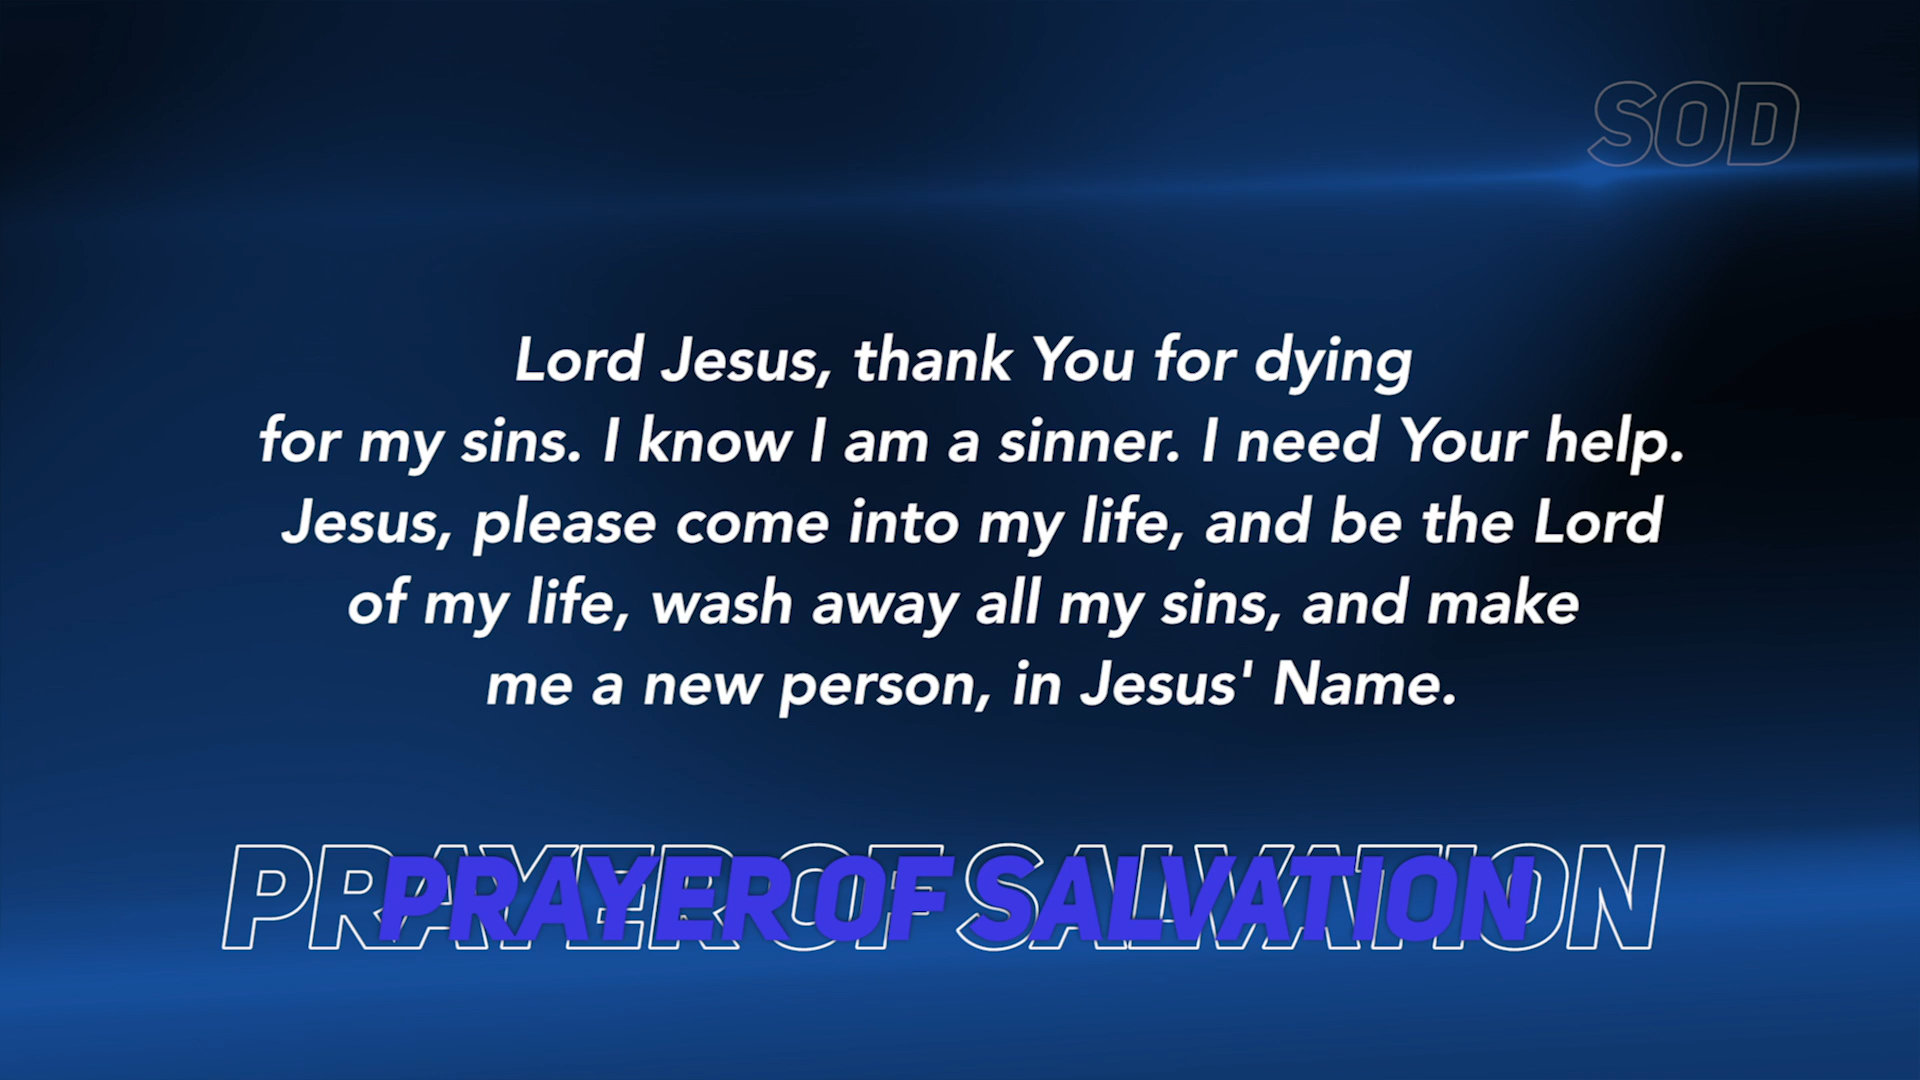 SOD
Lord Jesus, thank You for dying
for my sins. I know I am a sinner. I need Your help.
Jesus, please come into my life, and be the Lord
of my life, wash away all my sins, and make
me a new person, in Jesus' Name.
PRAYER OF SALVATION
PRAYER OF SALVATION